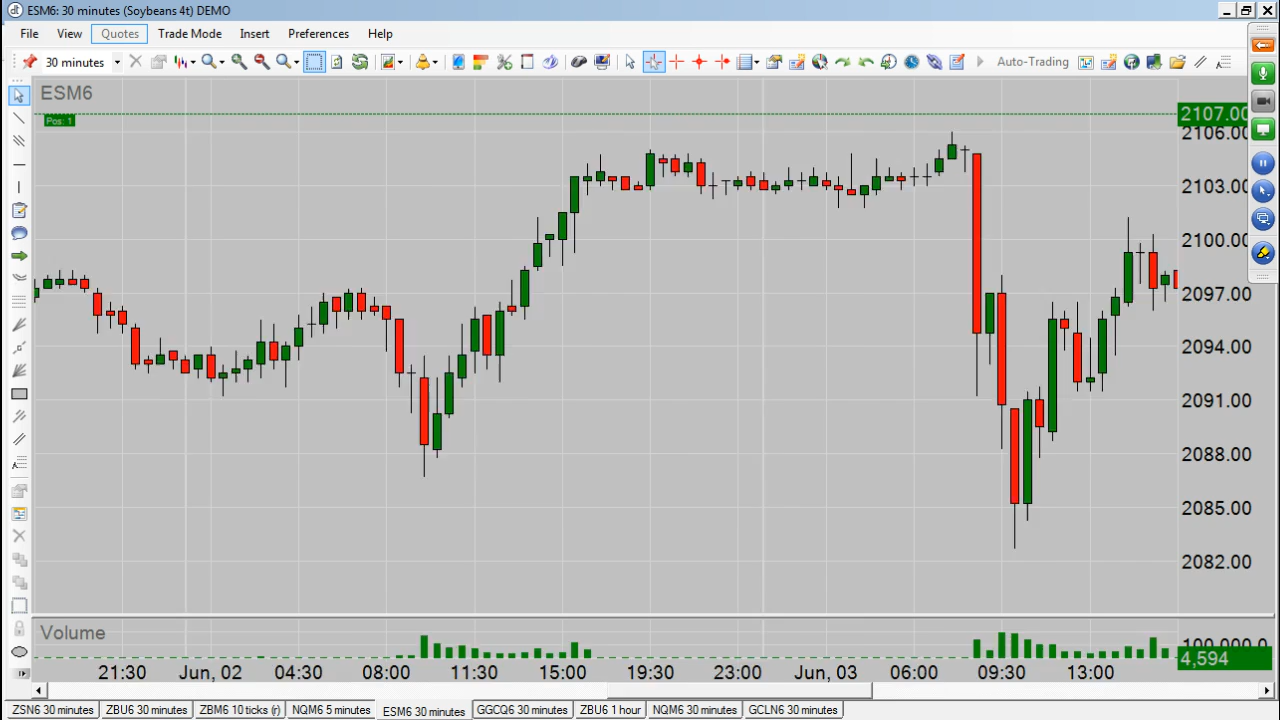 dt ESM6: 30 minutes (Soybeans 4t) DEMO
File View Quotes Trade Mode Insert Preferences Help
30 minutes Auto-Trading
ESM6
Pos: 1
2107.00
2106.00
2103.00
2100.00
2097.00
2094.00
2091.00
2088.00
2085.00
2082.00
Volume
100,000.0
4,594
21:30 Jun, 02 04:30 08:00 11:30 15:00 19:30 23:00 Jun, 03 06:00 09:30 13:00
ZSN6 30 minutes ZBU6 30 minutes ZBM6 10 ticks (r) NQM6 5 minutes ESM6 30 minutes GGCQ6 30 minutes ZBU6 1 hour NQM6 30 minutes GCLN6 30 minutes